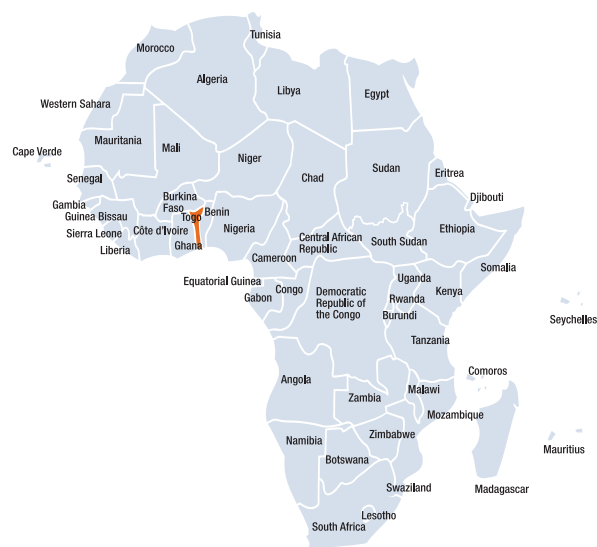 Tunisia
Morocco
Algeria
Libya
Egypt
Western Sahara
Mauritania
Mali
Cape Verde
Niger
Chad
Sudan
Eritrea
Senegal
Djibouti
Gambia
Burkina
Faso
Togo
Benin
Guinea Bissau
Sierra Leone
Côte d'Ivoire
Nigeria
Ethiopia
Liberia
Ghana
Central African
Republic
South Sudan
Cameroon
Somalia
Equatorial Guinea
Congo
Gabon
Democratic
Republic of
the Congo
Uganda
Rwanda
Kenya
Burundi
Seychelles
Tanzania
Comoros
Angola
Malawi
Zambia
Mozambique
Namibia
Zimbabwe
Botswana
Mauritius
Swaziland
Madagascar
Lesotho
South Africa